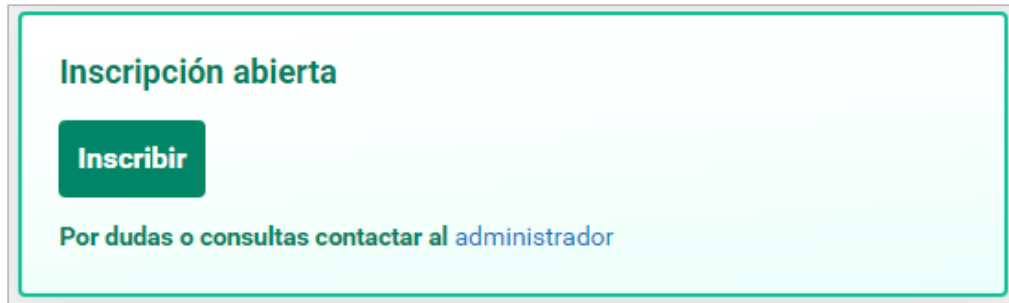 Inscripción abierta
Inscribir
Por dudas o consultas contactar al administrador